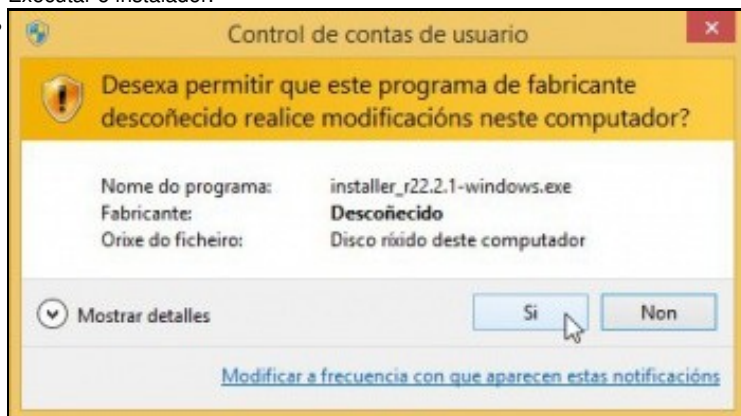 Executar o instalador.
Control de contas de usuario
Desexa permitir que este programa de fabricante
descoñecido realice modificacións neste computador?
Nome do programa: installer_r22.2.1-windows.exe
Fabricante: Descoñecido
Orixe do ficheiro: Disco ríxido deste computador
Mostrar detalles
Si
Non
Modificar a frecuencia con que aparecen estas notificacións